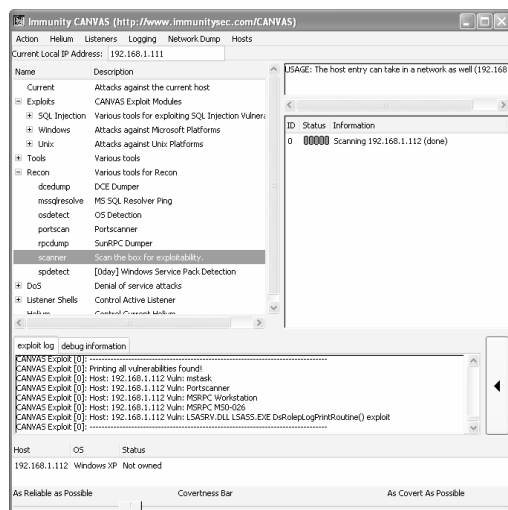 Immunity CANVAS (http://www.immunitysec.com/CANVAS)
Action Helium Listeners Logging Network Dump Hosts
Current Local IP Address: 192.168.1.111
Name Description
Current Attacks against the current host
Exploits CANVAS Exploit Modules
SQL Injection Various tools for exploiting SQL Injection Vulnera
Windows Attacks against Microsoft Platforms
Unix Attacks against Unix Platforms
Tools Various tools
Recon Various tools for Recon
dcedump DCE Dumper
mssqlresolve MS SQL Resolver Ping
osdetect OS Detection
portscan Portscanner
rpcdump SunRPC Dumper
scanner Scan the box for exploitability.
spdetect [0day] Windows Service Pack Detection
DoS Denial of service attacks
Listener Shells Control Active Listener
Helium Control Current Helium
USAGE: The host entry can take in a network as well (192.168
ID Status Information
0 Scanning 192.168.1.112 (done)
exploit log debug information
CANVAS Exploit [0]: ------------------------------------------------------------
CANVAS Exploit [0]: Printing all vulnerabilities found!
CANVAS Exploit [0]: Host: 192.168.1.112 Vuln: mstask
CANVAS Exploit [0]: Host: 192.168.1.112 Vuln: Portscanner
CANVAS Exploit [0]: Host: 192.168.1.112 Vuln: MSRPC Workstation
CANVAS Exploit [0]: Host: 192.168.1.112 Vuln: MSRPC MS0-026
CANVAS Exploit [0]: Host: 192.168.1.112 Vuln: LSASRV.DLL LSASS.EXE DsRolepLogPrintRoutine() exploit
CANVAS Exploit [0]: ------------------------------------------------------------
Host OS Status
192.168.1.112 Windows XP Not owned
As Reliable as Possible Covertness Bar As Covert As Possible